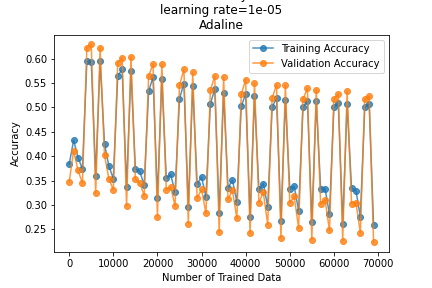 learning rate=1e-05
Adaline
Training Accuracy
Validation Accuracy
Accuracy
0.60
0.55
0.50
0.45
0.40
0.35
0.30
0.25
0 10000 20000 30000 40000 50000 60000 70000
Number of Trained Data